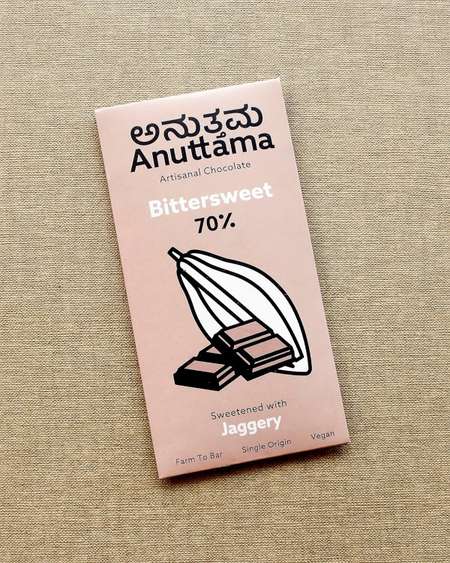 ಅನುತ್ತಮ
Anuttama
Artisanal Chocolate
Bittersweet
70%
Sweetened with
Jaggery
Farm To Bar Single Origin Vegan